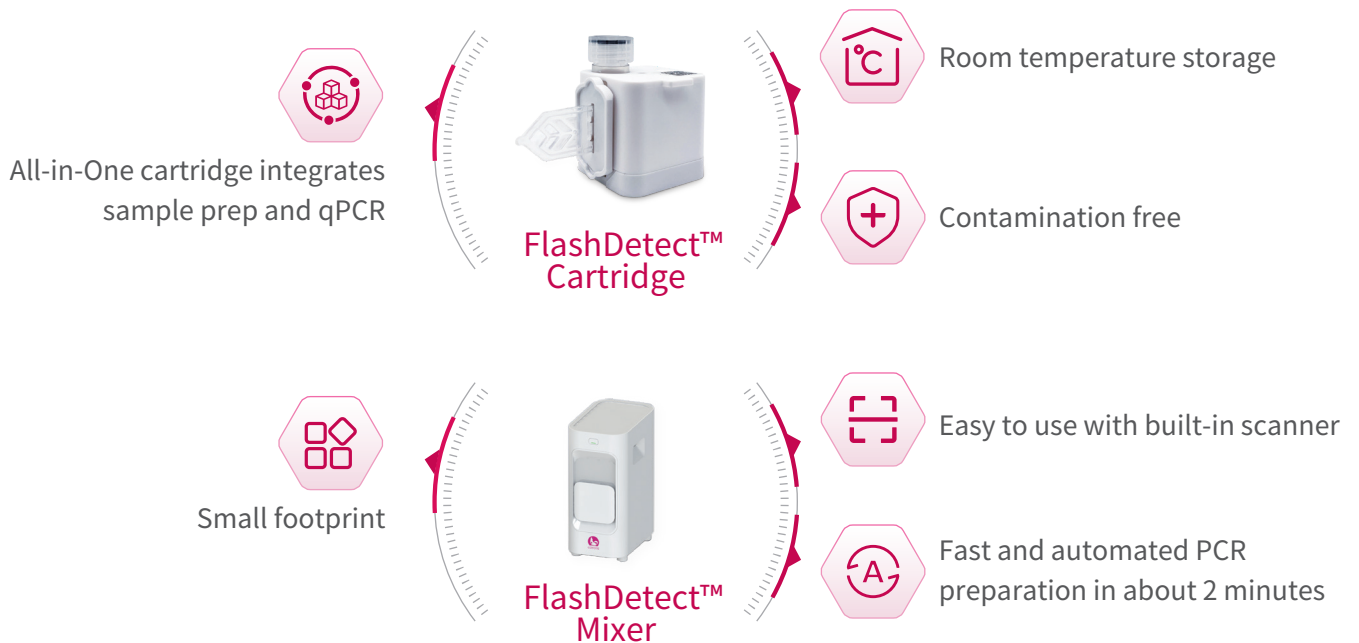 All-in-One cartridge integrates
sample prep and qPCR
FlashDetect™
Cartridge
°C
Room temperature storage
Contamination free
Small footprint
FlashDetect™
Mixer
Easy to use with built-in scanner
A
Fast and automated PCR
preparation in about 2 minutes